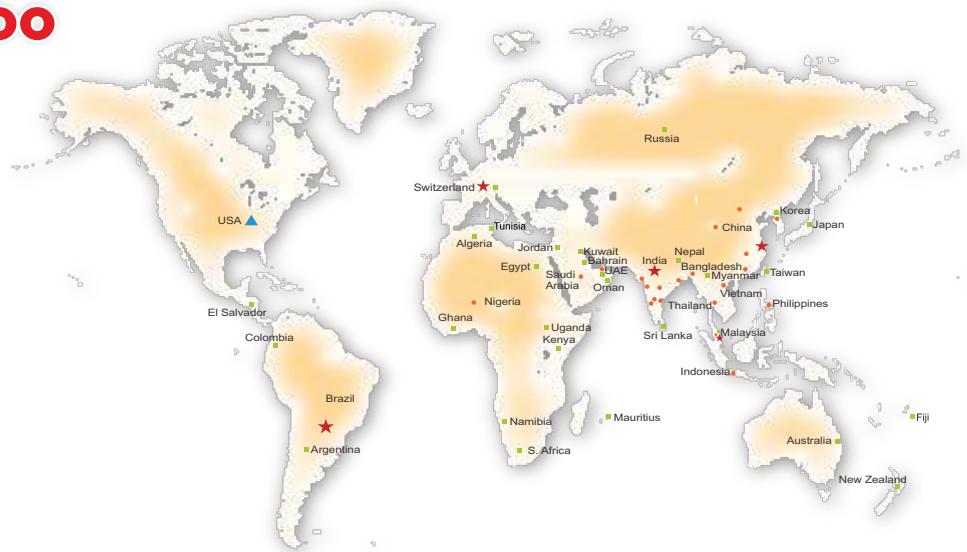 Russia
Switzerland
USA
Korea
Japan
China
Tunisia
Algeria
Jordan
Kuwait
Nepal
Bahrain
India
Egypt
Saudi
Arabia
UAE
Bangladesh
Myanmar
Taiwan
Oman
Vietnam
Nigeria
Thailand
Philippines
El Salvador
Ghana
Uganda
Kenya
Sri Lanka
Malaysia
Colombia
Indonesia
Brazil
Namibia
Mauritius
Fiji
Argentina
S. Africa
Australia
New Zealand